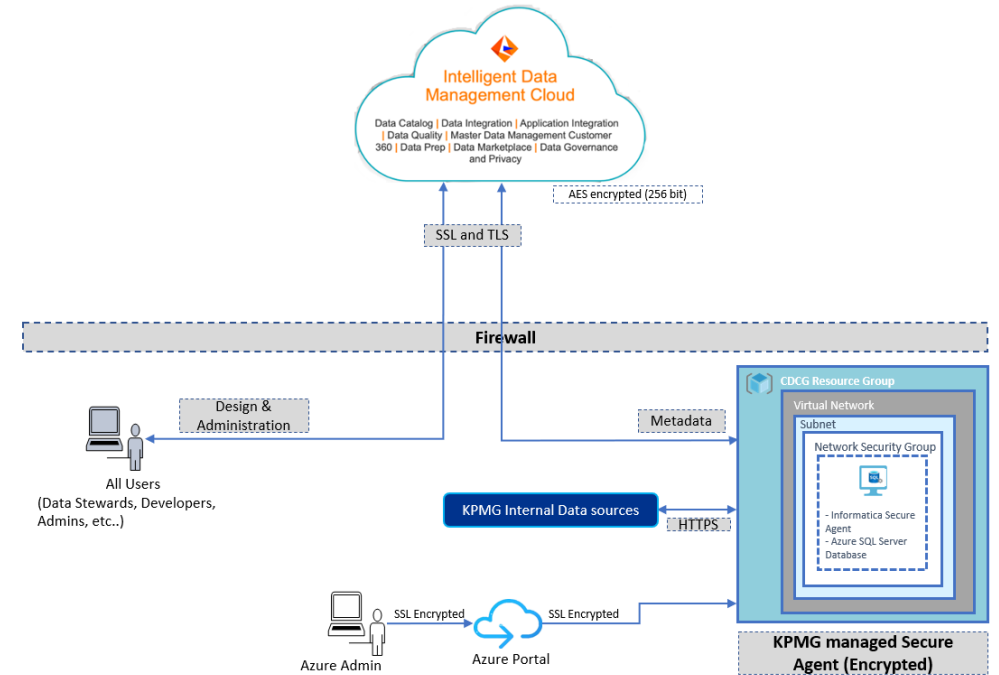 Intelligent Data
Management Cloud
Data Catalog | Data Integration | Application Integration
| Data Quality | Master Data Management Customer
360 | Data Prep | Data Marketplace | Data Governance
and Privacy
AES encrypted (256 bit)
SSL and TLS
Firewall
CDCG Resource Group
Virtual Network
Subnet
Network Security Group
SQL
- Informatica Secure
Agent
- Azure SQL Server
Database
Design &
Administration
Metadata
All Users
(Data Stewards, Developers,
Admins, etc..)
KPMG Internal Data sources
HTTPS
SSL Encrypted
SSL Encrypted
Azure Admin
Azure Portal
KPMG managed Secure
Agent (Encrypted)